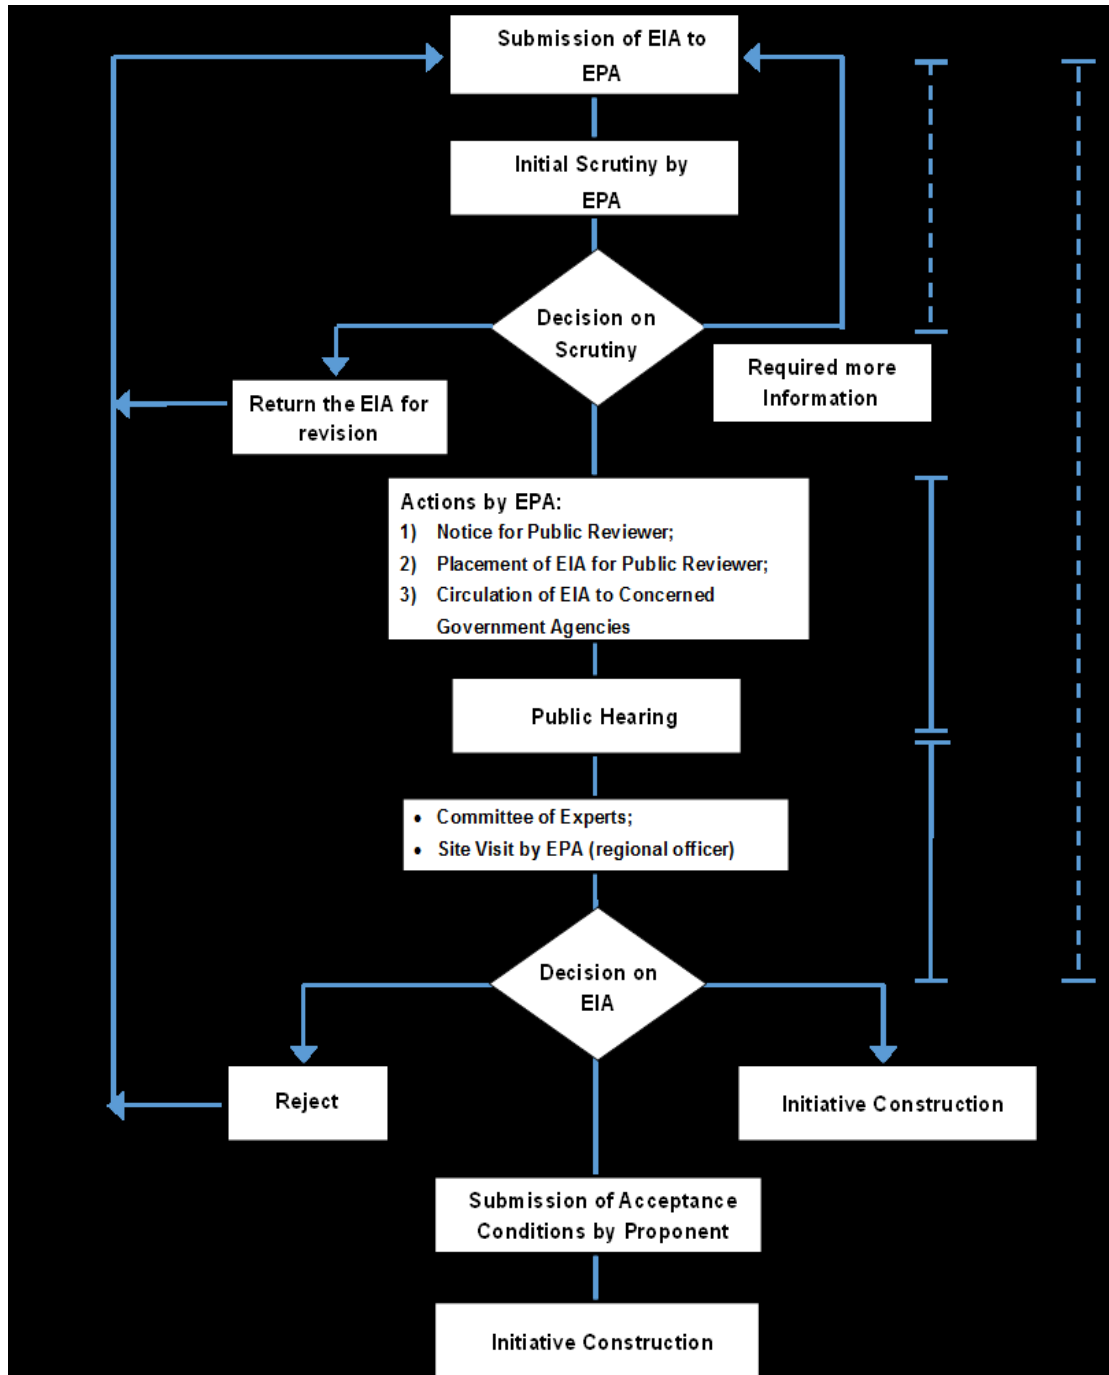 Submission of EIA to
EPA
Initial Scrutiny by
EPA
Decision on
Scrutiny
Required more
Information
Return the EIA for
revision
Actions by EPA:
1) Notice for Public Reviewer;
2) Placement of EIA for Public Reviewer;
3) Circulation of EIA to Concerned
Government Agencies
Public Hearing
• Committee of Experts;
• Site Visit by EPA (regional officer)
Decision on
EIA
Reject
Initiative Construction
Submission of Acceptance
Conditions by Proponent
Initiative Construction